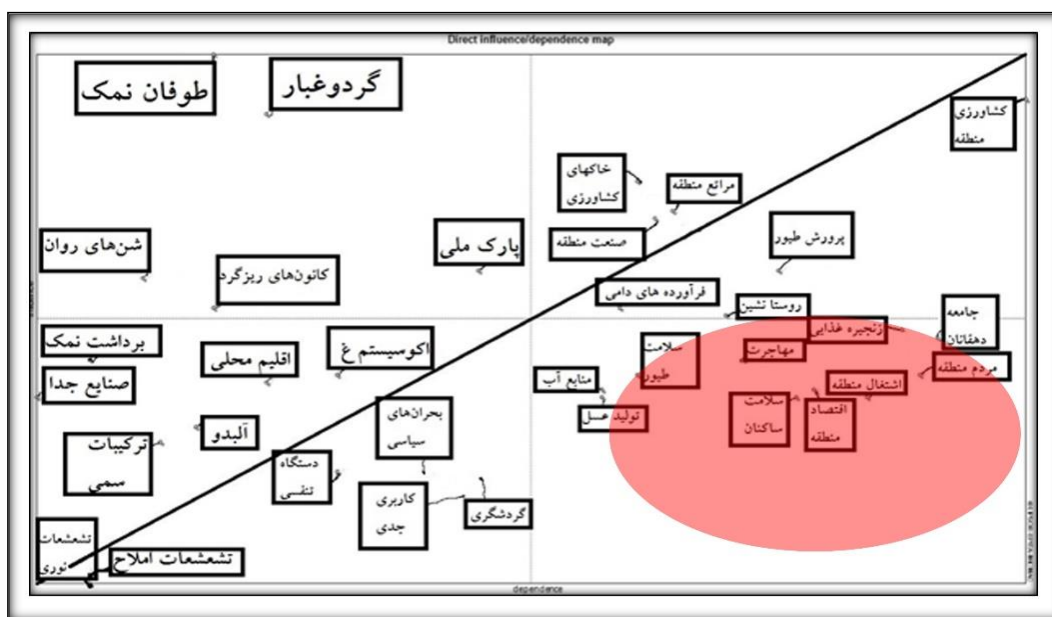 Direct influence/dependence map
طوفان نمک
گردوغبار
کشاورزی
منطقه
خاکهای
کشاورزی
مراتع منطقه
پارک ملی
صنعت منطقه
پرورش طیور
شن‌های روان
کانون‌های ریزگرد
فرآورده های دامی
روستا نشین
جامعه
دهقانان
زنجیره غذایی
برداشت نمک
اقلیم محلی
اکوسیستم غ
سلامت
طیور
مهاجرت
مردم منطقه
صنایع جدا
منابع آب
اشتغال منطقه
تولید عسل
سلامت
ساکنان
اقتصاد
منطقه
ترکیبات
سمی
آلبدو
بحران‌های
سیاسی
دستگاه
تنفسی
کاربری
جدی
گردشگری
تشعشعات
نوری
تشعشعات املاح
dependence